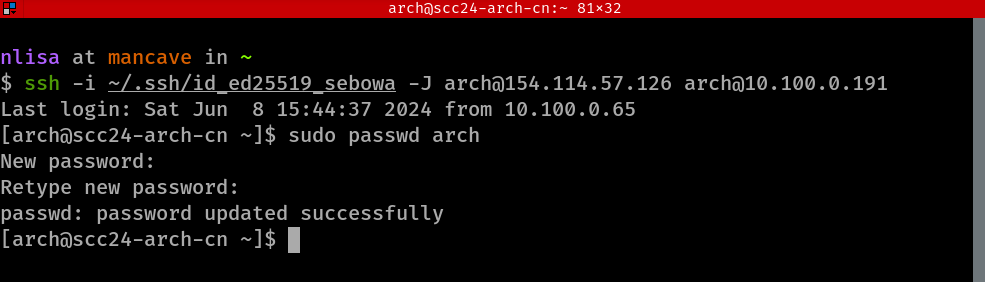 arch@scc24-arch-cn:~ 81×32
nlisa at mancave in ~
$ ssh -i ~/.ssh/id_ed25519_sebowa -J arch@154.114.57.126 arch@10.100.0.191
Last login: Sat Jun  8 15:44:37 2024 from 10.100.0.65
[arch@scc24-arch-cn ~]$ sudo passwd arch
New password:
Retype new password:
passwd: password updated successfully
[arch@scc24-arch-cn ~]$